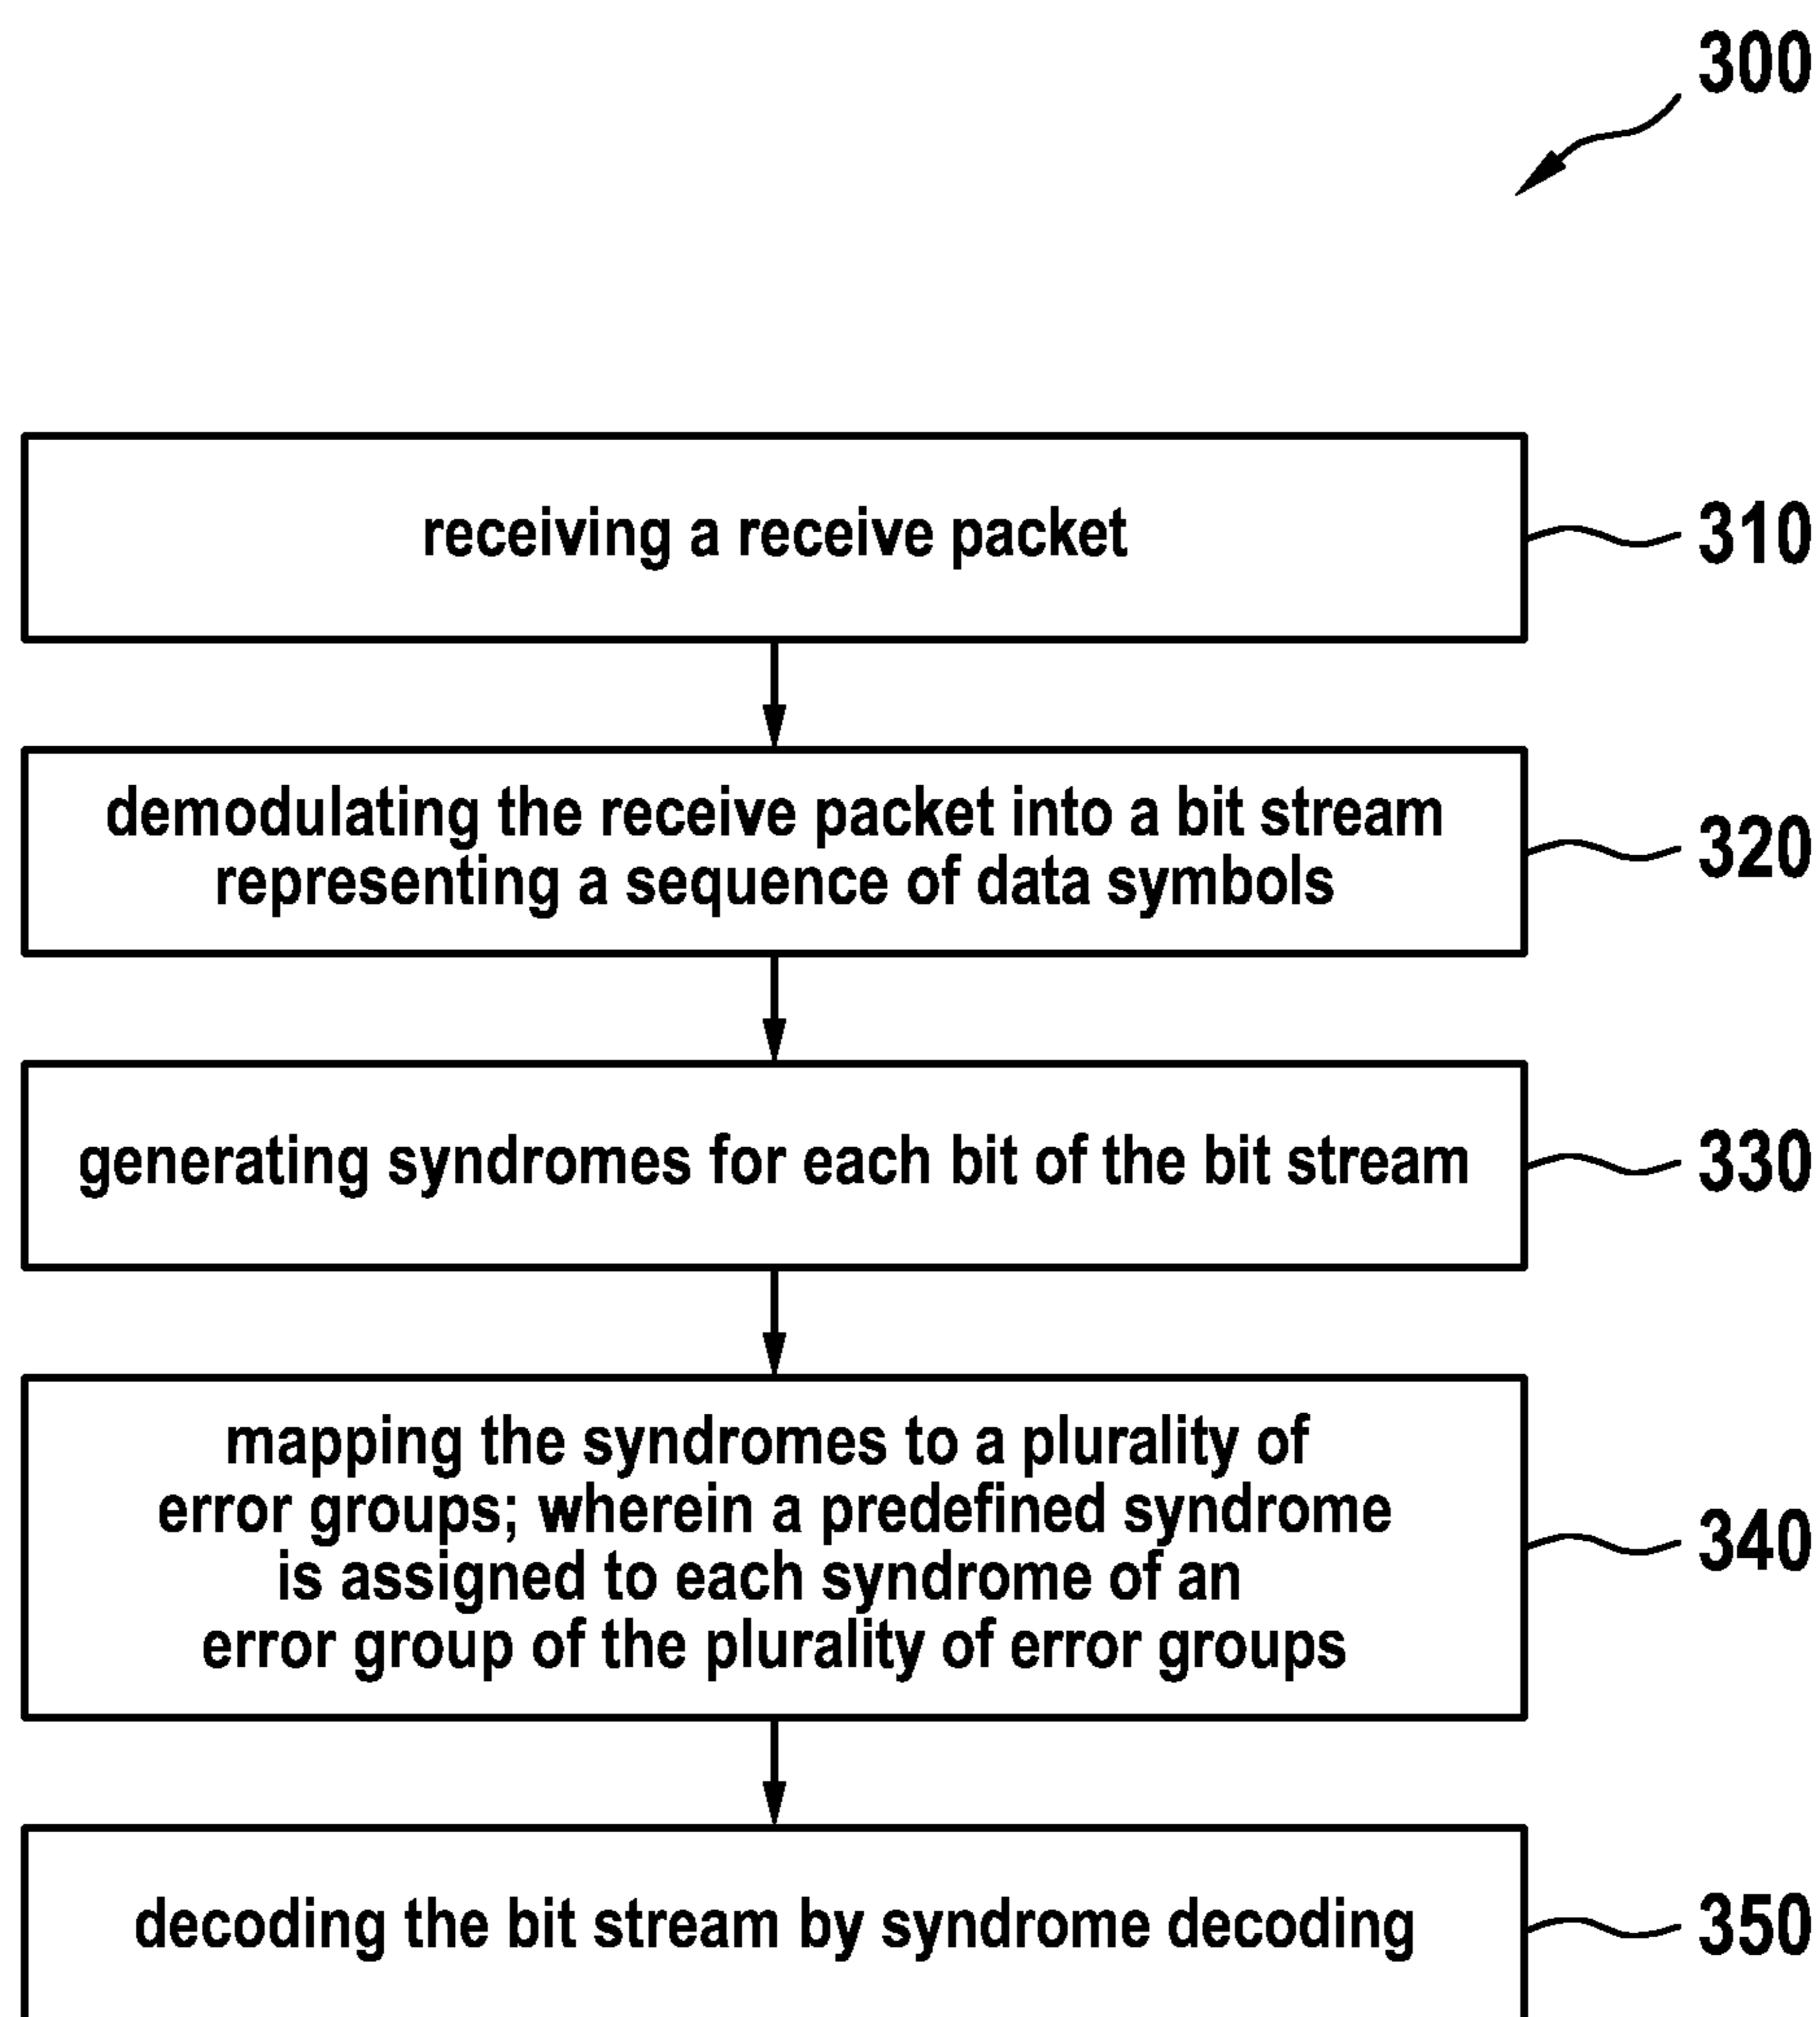 300
receiving a receive packet
310
demodulating the receive packet into a bit stream
representing a sequence of data symbols
320
generating syndromes for each bit of the bit stream
330
mapping the syndromes to a plurality of
error groups; wherein a predefined syndrome
is assigned to each syndrome of an
error group of the plurality of error groups
340
decoding the bit stream by syndrome decoding
350